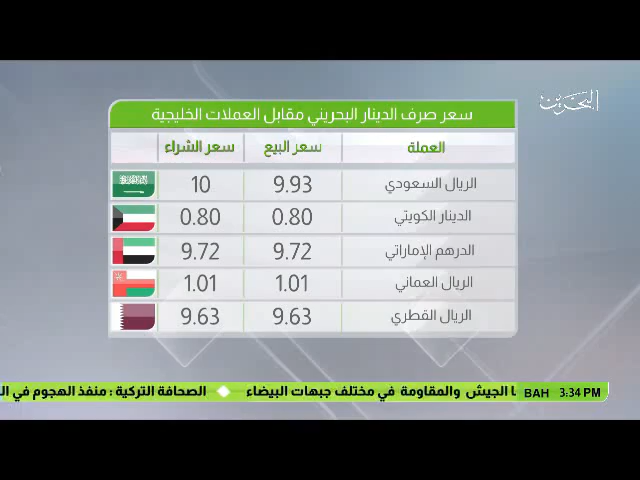 البحرين
سعر صرف الدينار البحريني مقابل العملات الخليجية
العملة سعر البيع سعر الشراء
الريال السعودي 9.93 10
الدينار الكويتي 0.80 0.80
الدرهم الإماراتي 9.72 9.72
الريال العماني 1.01 1.01
الريال القطري 9.63 9.63
BAH 3:34 PM
ا الجيش والمقاومة في مختلف جبهات البيضاء الصحافة التركية : منفذ الهجوم في ال